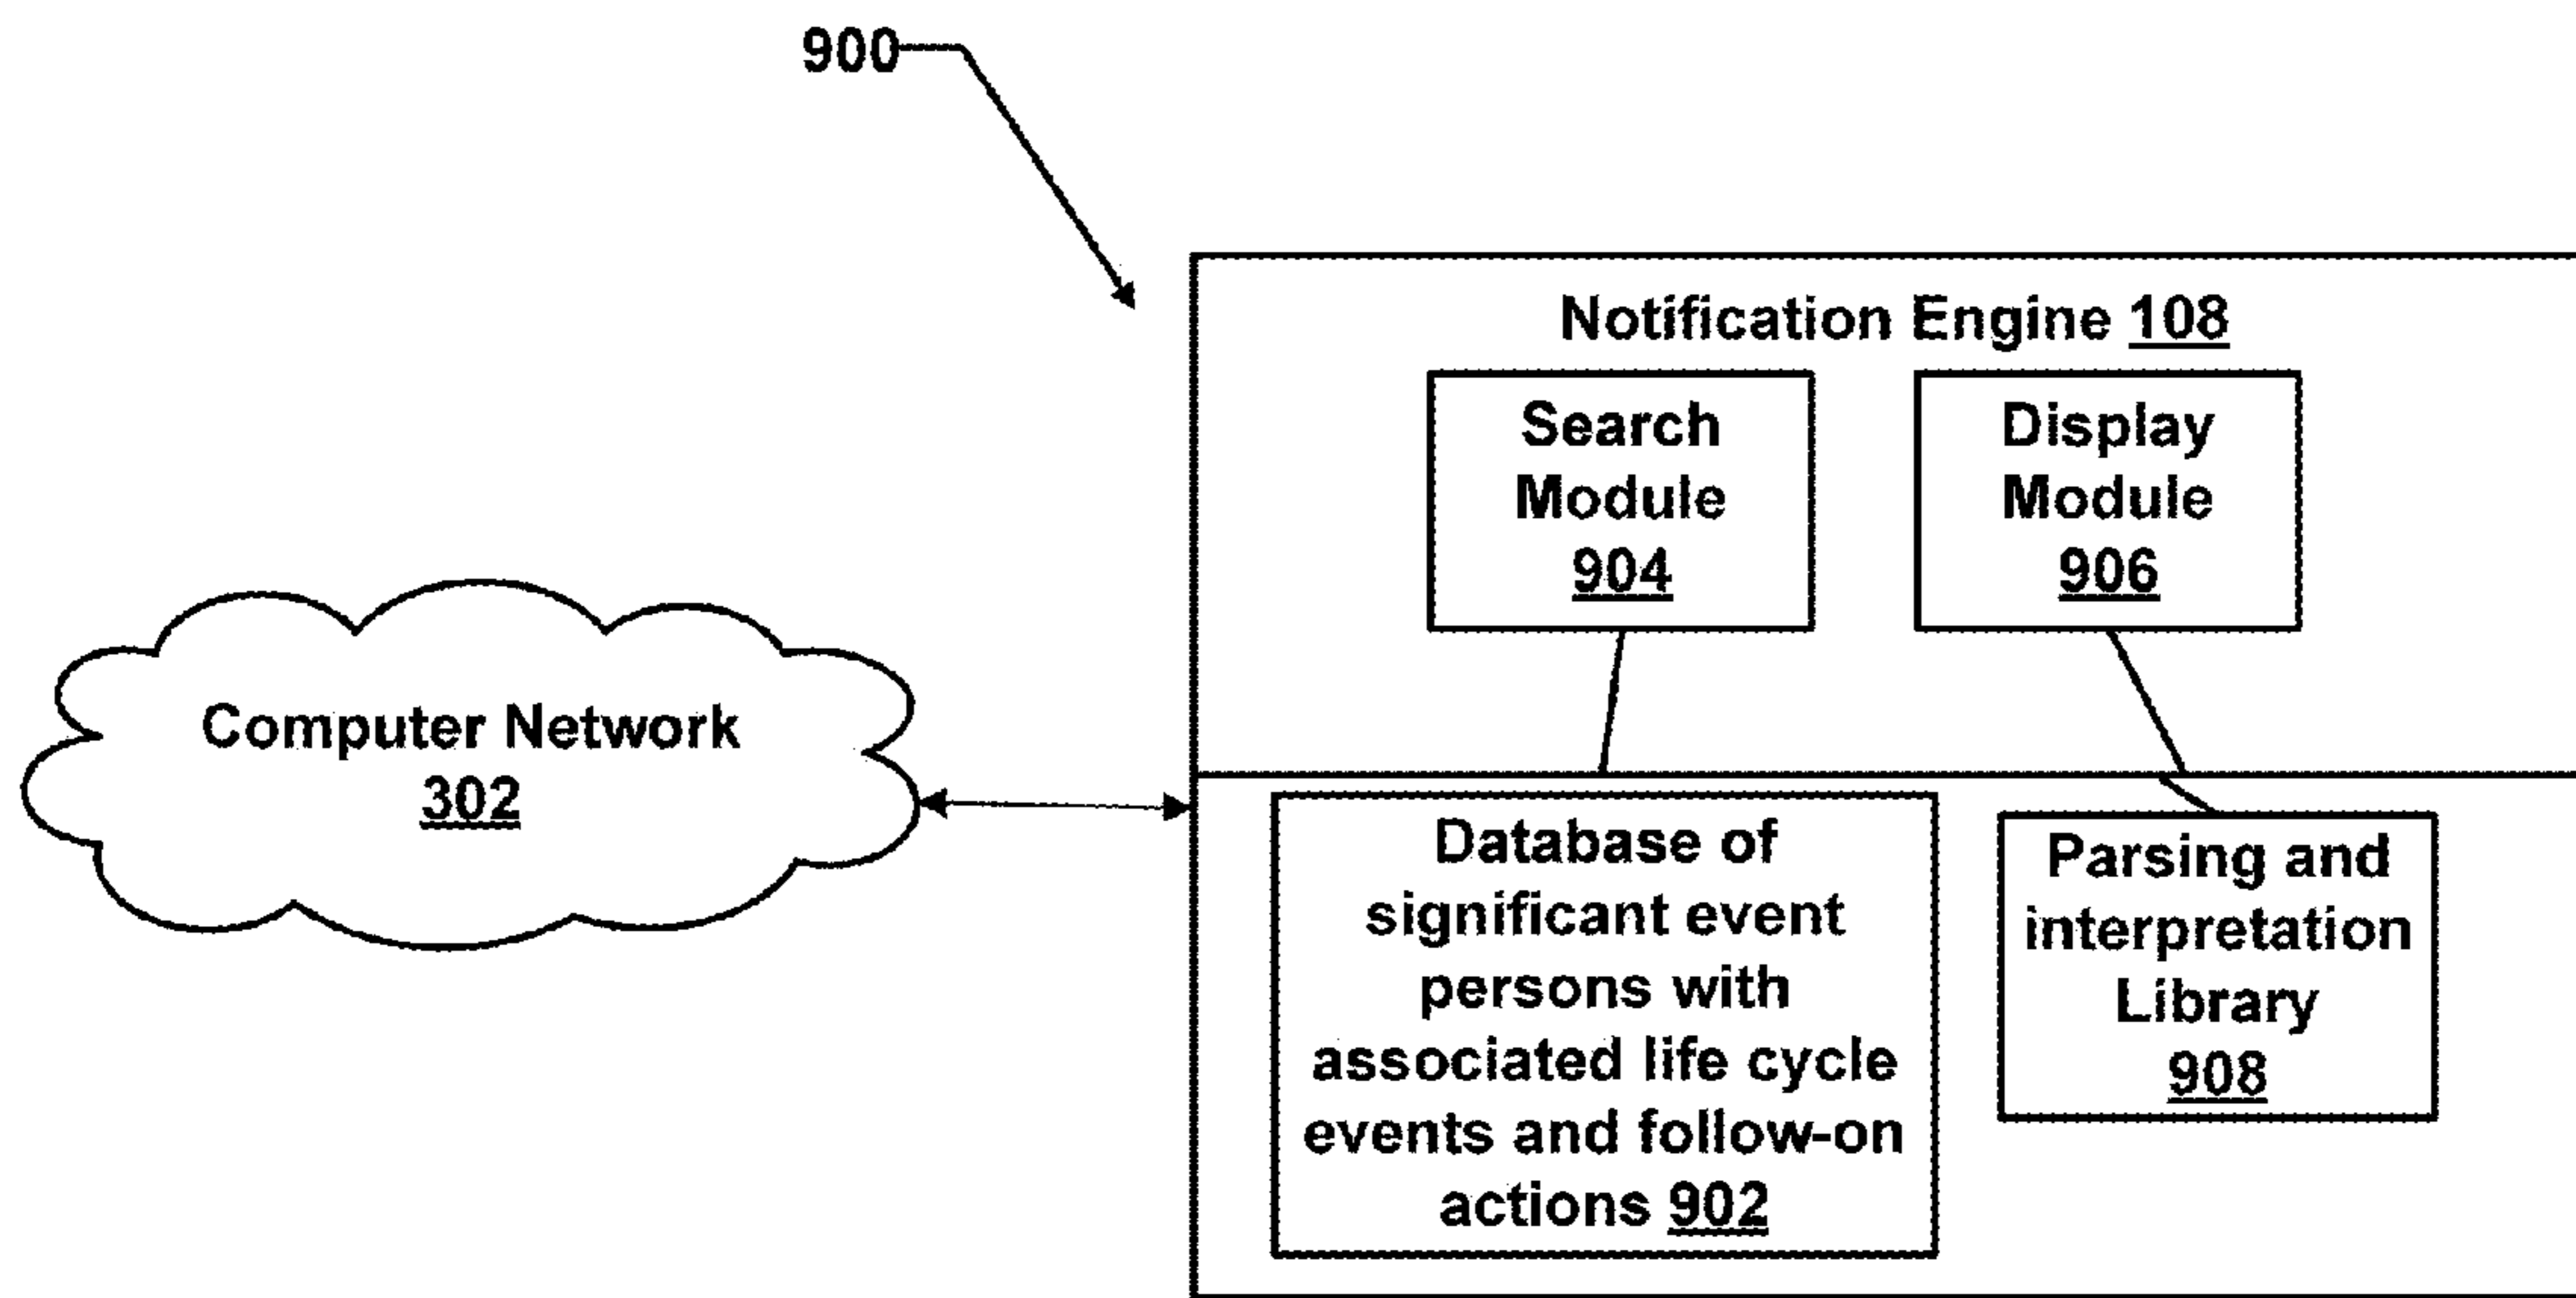 900
Notification Engine 108
Search
Module
904
Display
Module
906
Computer Network
302
Database of
significant event
persons with
associated life cycle
events and follow-on
actions 902
Parsing and
interpretation
Library
908